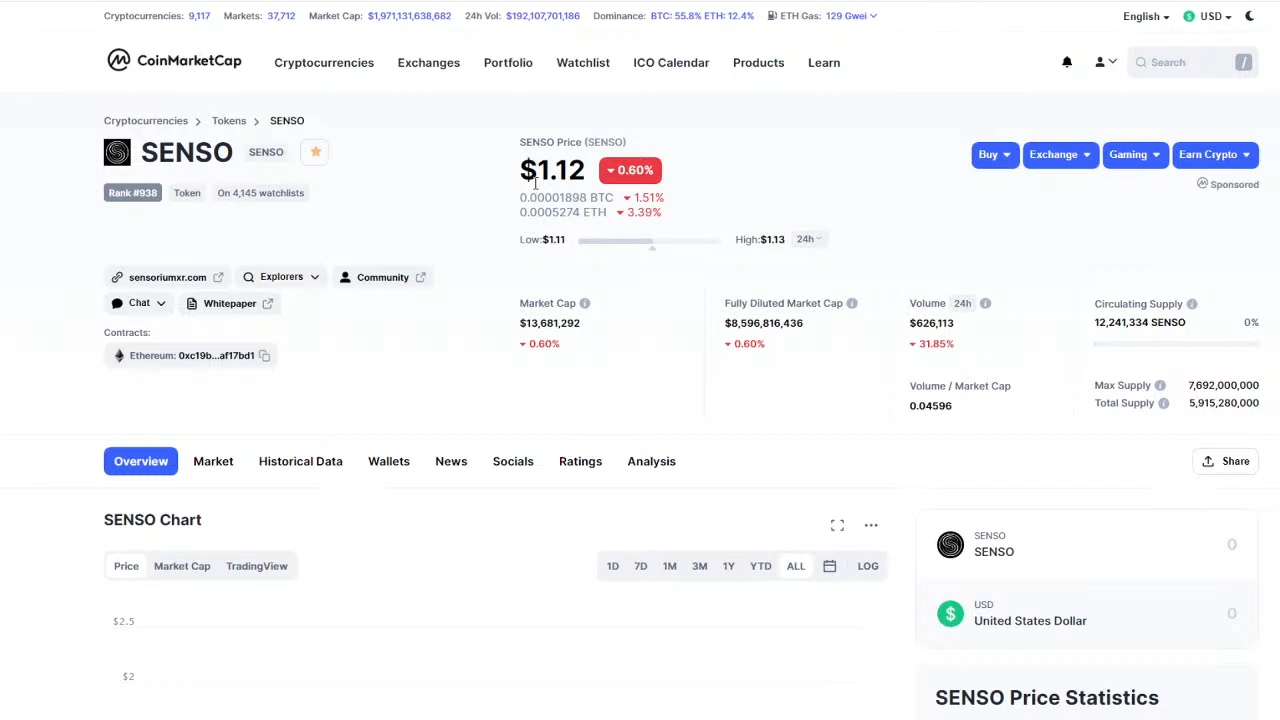 Cryptocurrencies: 9,117 Markets: 37,712 Market Cap: $1,971,131,638,682 24h Vol: $192,107,701,186 Dominance: BTC: 55.8% ETH: 12.4% ETH Gas: 129 Gwei English USD
CoinMarketCap Cryptocurrencies Exchanges Portfolio Watchlist ICO Calendar Products Learn Search /
Cryptocurrencies > Tokens > SENSO
SENSO SENSO
Rank #938 Token On 4,145 watchlists
SENSO Price (SENSO)
$1.12 0.60%
0.00001898 BTC 1.51%
0.0005274 ETH 3.39%
Low:$1.11 High:$1.13 24h
Buy Exchange Gaming Earn Crypto
Sponsored
sensoriumxr.com Explorers Community
Chat Whitepaper
Contracts:
Ethereum: 0xc19b...af17bd1
Market Cap
$13,681,292
0.60%
Fully Diluted Market Cap
$8,596,816,436
0.60%
Volume 24h
$626,113
31.85%
Volume / Market Cap
0.04596
Circulating Supply
12,241,334 SENSO 0%
Max Supply 7,692,000,000
Total Supply 5,915,280,000
Overview Market Historical Data Wallets News Socials Ratings Analysis Share
SENSO Chart
Price Market Cap TradingView 1D 7D 1M 3M 1Y YTD ALL LOG
$2.5
$2
SENSO
SENSO 0
USD
United States Dollar 0
SENSO Price Statistics